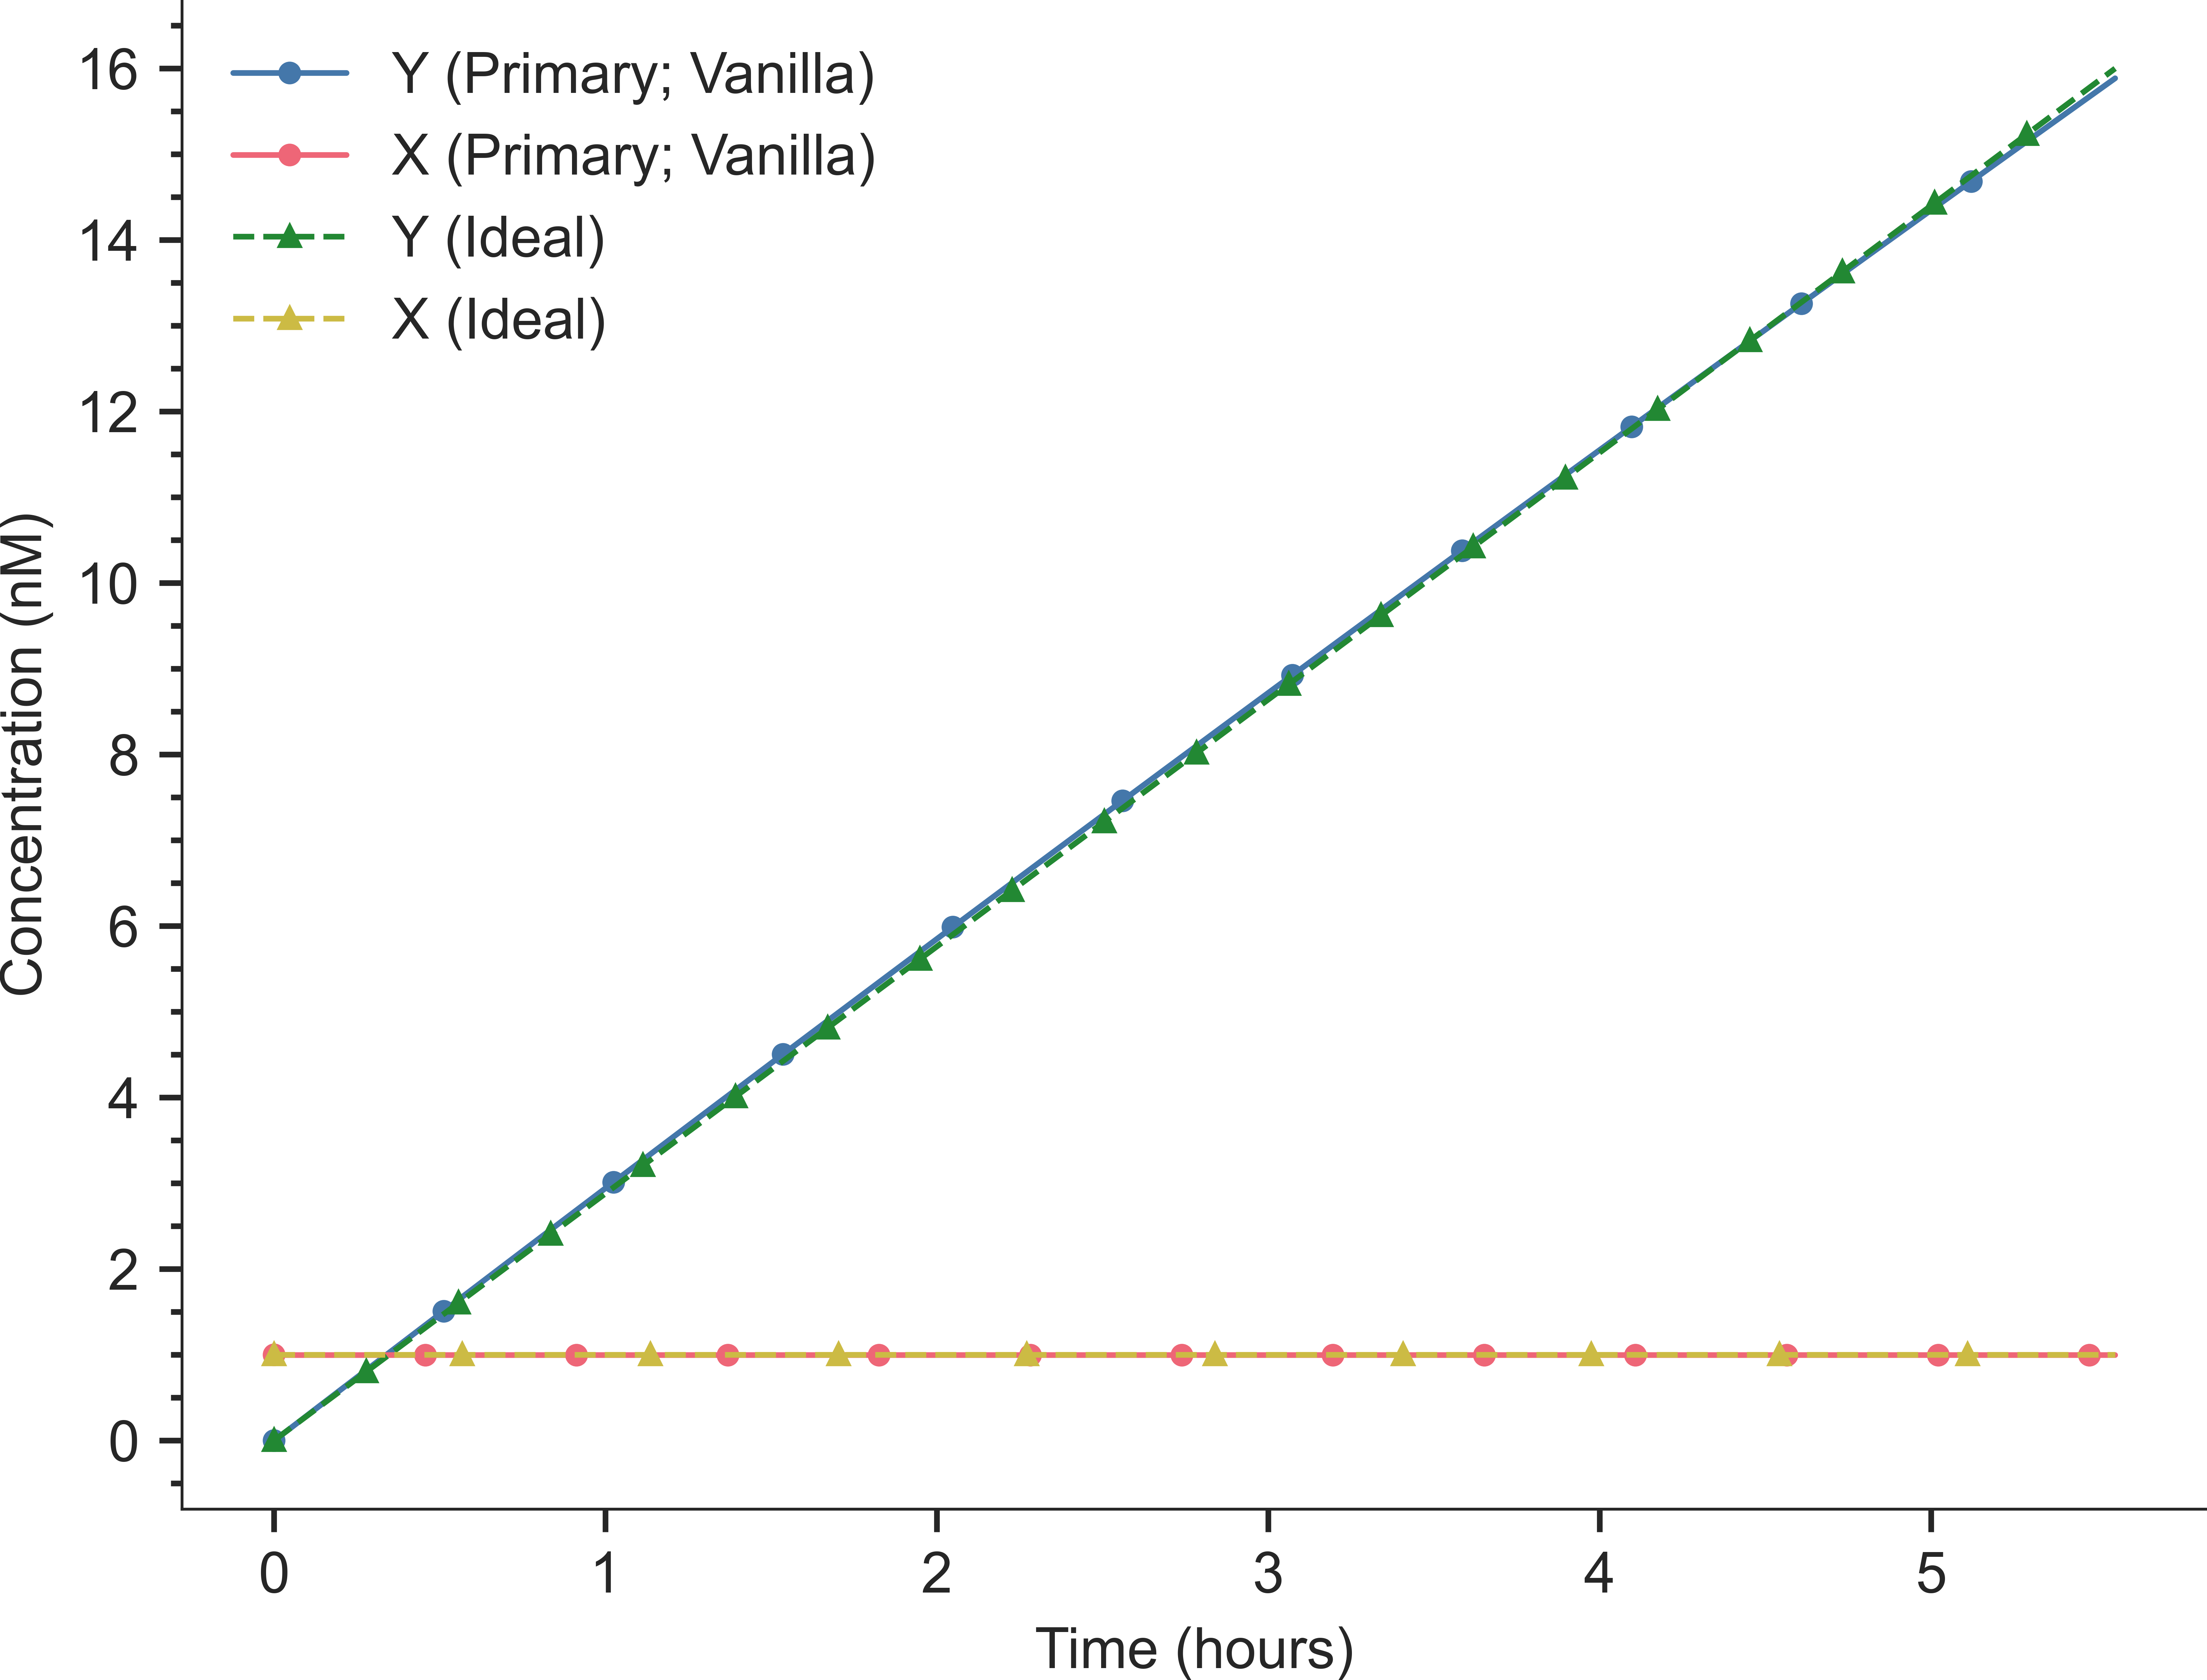 Y (Primary; Vanilla)
X (Primary; Vanilla)
Y (Ideal)
X (Ideal)
16
14
12
10
8
6
4
2
0
Concentration (nM)
0 1 2 3 4 5
Time (hours)